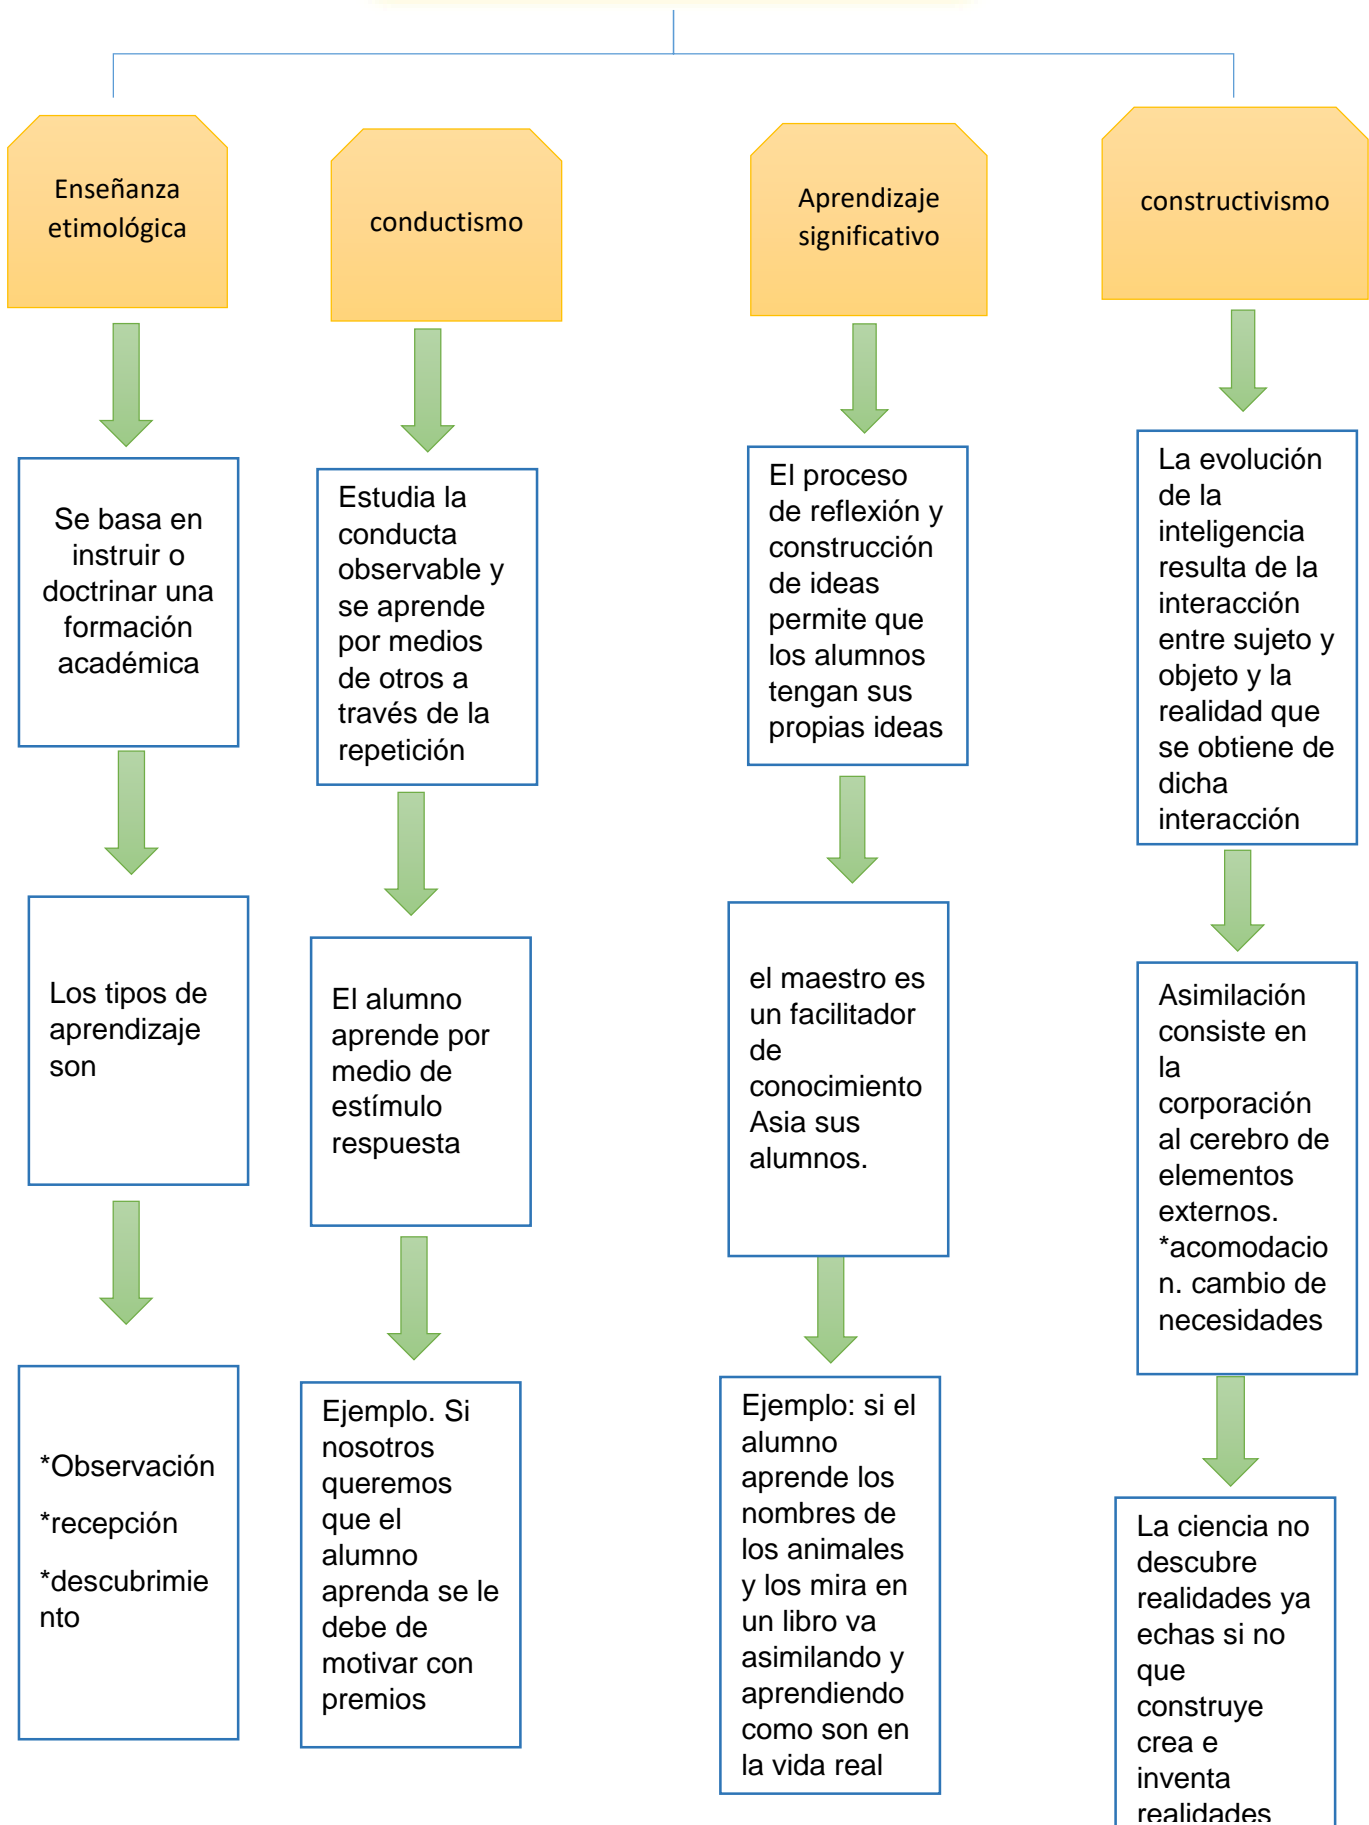 Enseñanza
etimológica
Se basa en
instruir o
doctrinar una
formación
académica
Los tipos de
aprendizaje
son
*Observación
*recepción
*descubrimie
nto
conductismo
Estudia la
conducta
observable y
se aprende
por medios
de otros a
través de la
repetición
El alumno
aprende por
medio de
estímulo
respuesta
Ejemplo. Si
nosotros
queremos
que el
alumno
aprenda se le
debe de
motivar con
premios
Aprendizaje
significativo
El proceso
de reflexión y
construcción
de ideas
permite que
los alumnos
tengan sus
propias ideas
el maestro es
un facilitador
de
conocimiento
Asia sus
alumnos.
Ejemplo: si el
alumno
aprende los
nombres de
los animales
y los mira en
un libro va
asimilando y
aprendiendo
como son en
la vida real
constructivismo
La evolución
de la
inteligencia
resulta de la
interacción
entre sujeto y
objeto y la
realidad que
se obtiene de
dicha
interacción
Asimilación
consiste en
la
corporación
al cerebro de
elementos
externos.
*acomodacio
n. cambio de
necesidades
La ciencia no
descubre
realidades ya
echas si no
que
construye
crea e
inventa
realidades